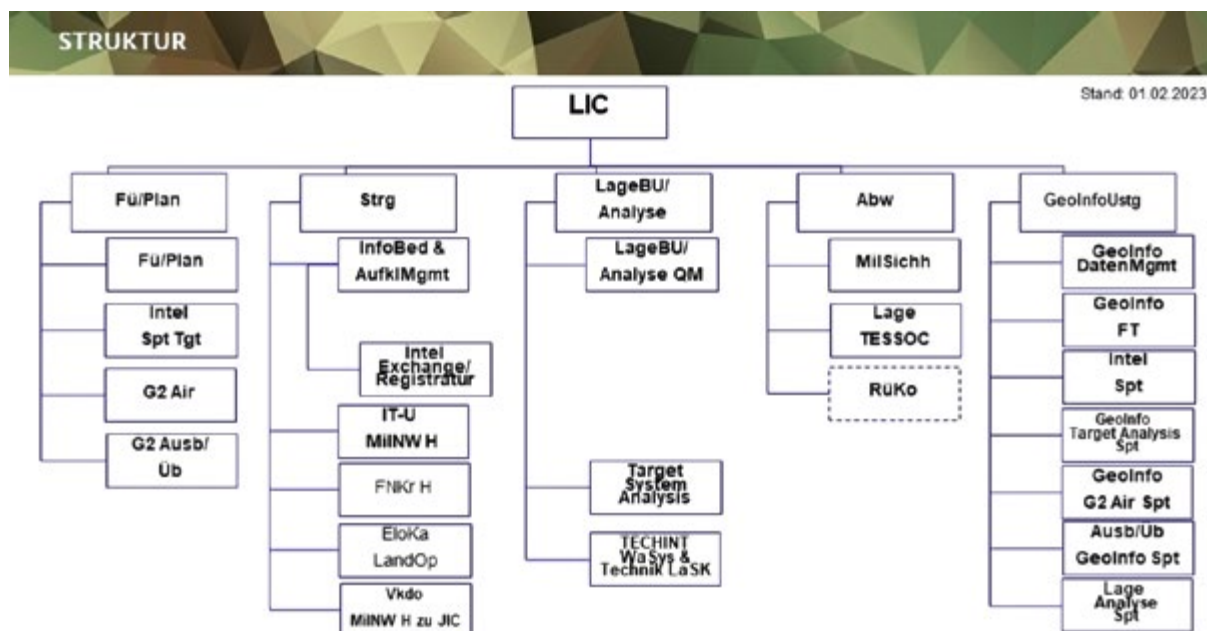 STRUKTUR
Stand: 01.02.2023
LIC
Fü/Plan
Fü/Plan
Intel
Spt Tgt
G2 Air
G2 Ausb/
Üb
Strg
InfoBed &
AufklMgmt
Intel
Exchange/
Registratur
IT-U
MilNW H
FNKr H
EloKa
LandOp
Vkdo
MilNW H zu JIC
LageBU/
Analyse
LageBU/
Analyse QM
Target
System
Analysis
TECHINT
WaSys &
Technik LaSK
Abw
MilSichh
Lage
TESSOC
RüKo
GeoInfoUstg
GeoInfo
DatenMgmt
GeoInfo
FT
Intel
Spt
GeoInfo
Target Analysis
Spt
GeoInfo
G2 Air Spt
Ausb/Üb
GeoInfo Spt
Lage
Analyse
Spt